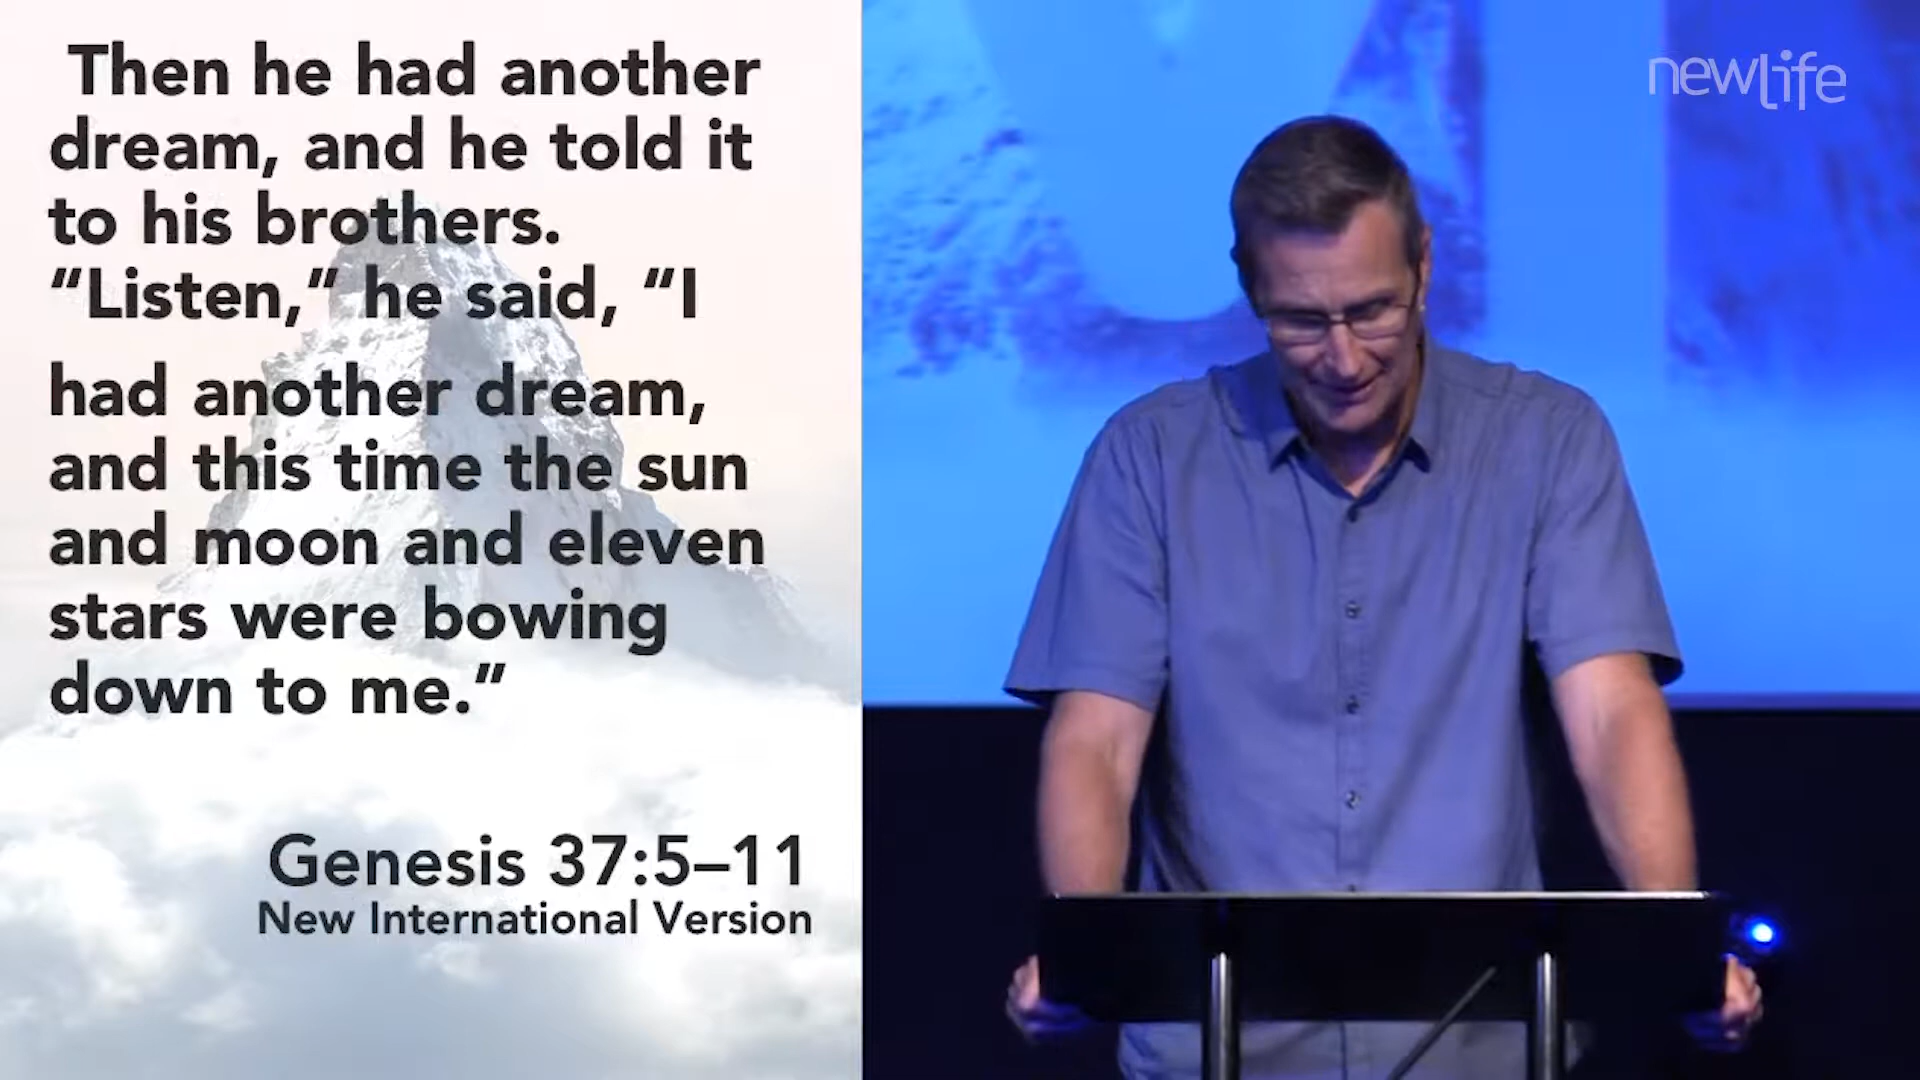 Then he had another
dream, and he told it
to his brothers.
“Listen,” he said, “I
had another dream,
and this time the sun
and moon and eleven
stars were bowing
down to me.”
Genesis 37:5–11
New International Version
newlife